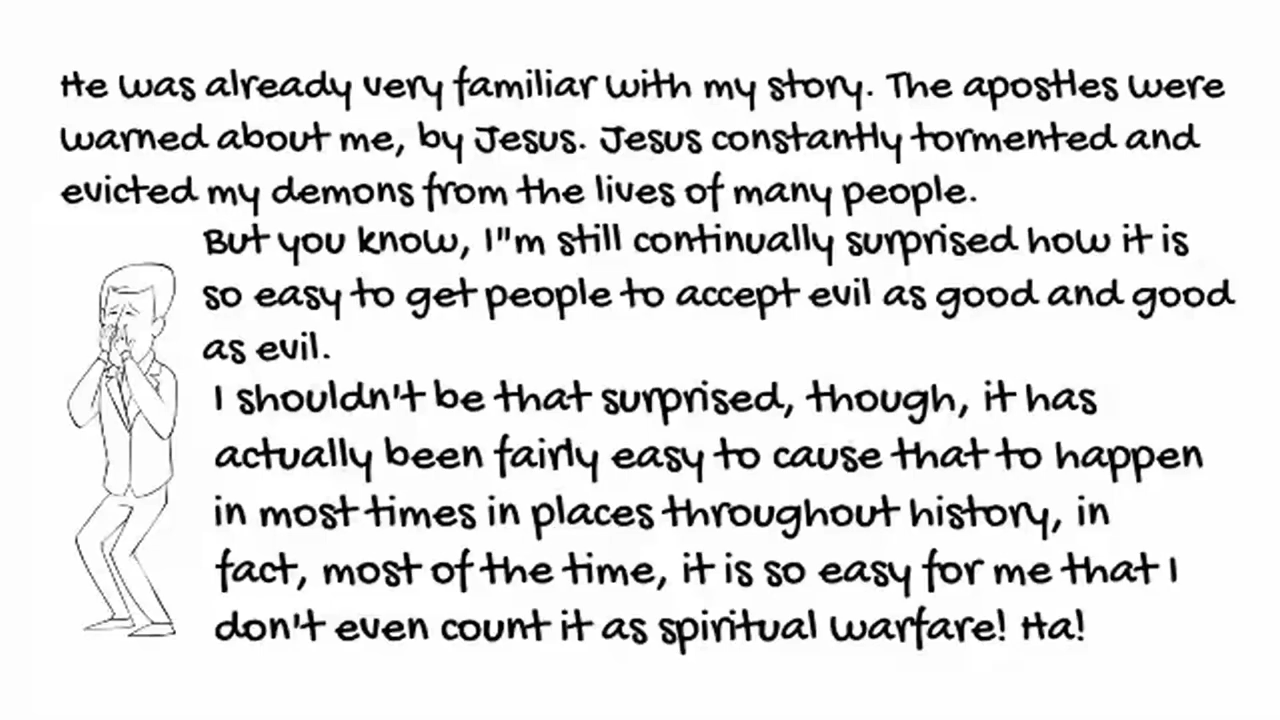 He was already very familiar with my story. The apostles were
warned about me, by Jesus. Jesus constantly tormented and
evicted my demons from the lives of many people.
But you know, I"m still continually surprised how it is
so easy to get people to accept evil as good and good
as evil.
I shouldn't be that surprised, though, it has
actually been fairly easy to cause that to happen
in most times in places throughout history, in
fact, most of the time, it is so easy for me that I
don't even count it as spiritual warfare! Ha!